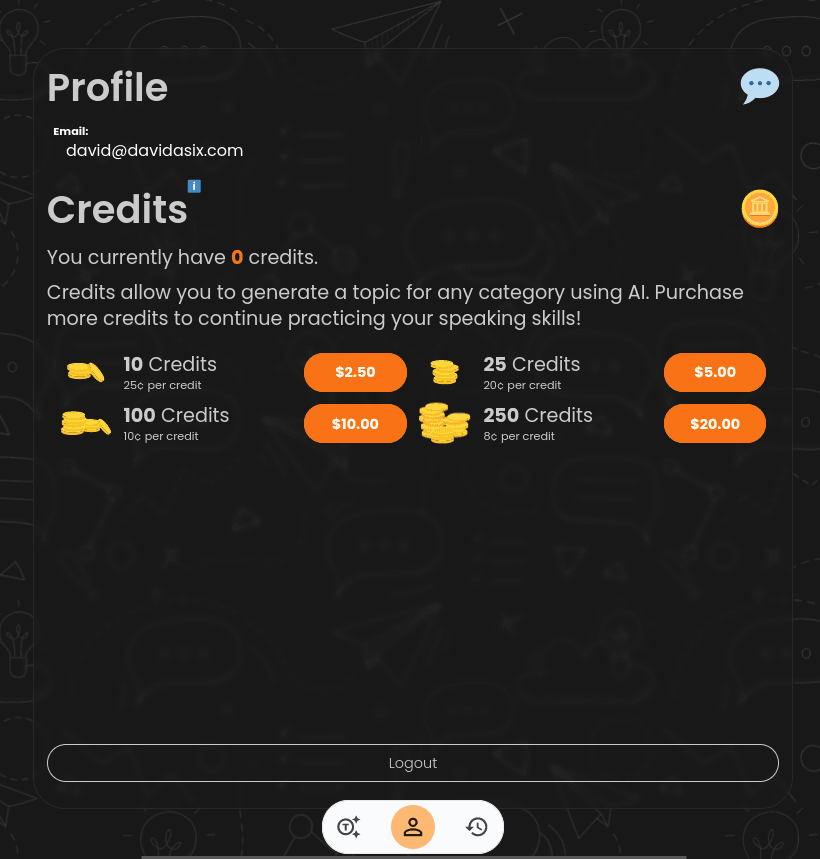 Profile
Email:
david@davidasix.com
Credits
i
You currently have 0 credits.
Credits allow you to generate a topic for any category using AI. Purchase
more credits to continue practicing your speaking skills!
10 Credits
25¢ per credit
$2.50
25 Credits
20¢ per credit
$5.00
100 Credits
10¢ per credit
$10.00
250 Credits
8¢ per credit
$20.00
Logout
T